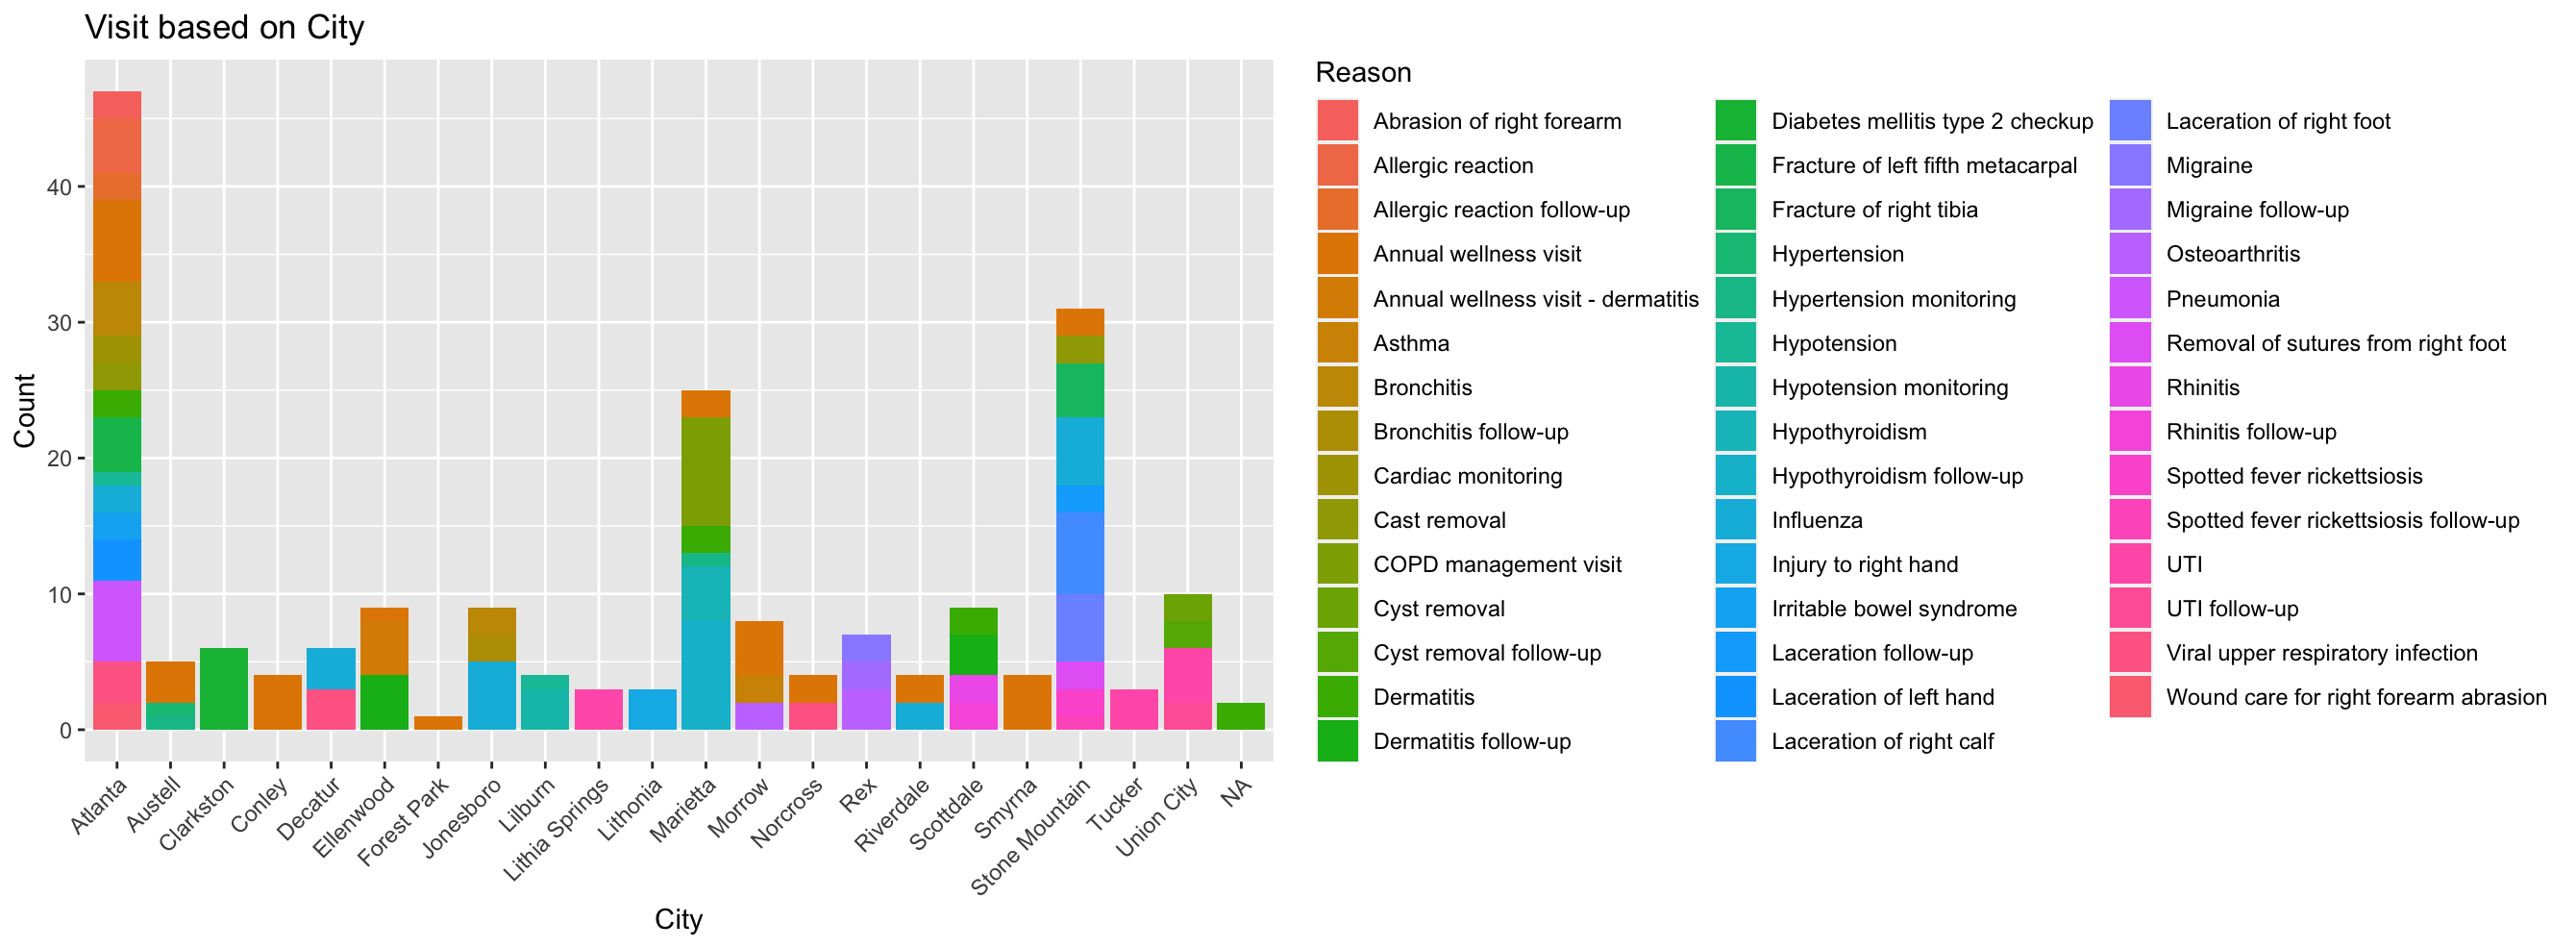 Visit based on City
Count
40
30
20
10
0
Atlanta
Austell
Clarkston
Conley
Decatur
Ellenwood
Forest Park
Jonesboro
Lilburn
Lithia Springs
Lithonia
Marietta
Morrow
Norcross
Rex
Riverdale
Scottdale
Smyrna
Stone Mountain
Tucker
Union City
NA
City
Reason
Abrasion of right forearm
Allergic reaction
Allergic reaction follow-up
Annual wellness visit
Annual wellness visit - dermatitis
Asthma
Bronchitis
Bronchitis follow-up
Cardiac monitoring
Cast removal
COPD management visit
Cyst removal
Cyst removal follow-up
Dermatitis
Dermatitis follow-up
Diabetes mellitis type 2 checkup
Fracture of left fifth metacarpal
Fracture of right tibia
Hypertension
Hypertension monitoring
Hypotension
Hypotension monitoring
Hypothyroidism
Hypothyroidism follow-up
Influenza
Injury to right hand
Irritable bowel syndrome
Laceration follow-up
Laceration of left hand
Laceration of right calf
Laceration of right foot
Migraine
Migraine follow-up
Osteoarthritis
Pneumonia
Removal of sutures from right foot
Rhinitis
Rhinitis follow-up
Spotted fever rickettsiosis
Spotted fever rickettsiosis follow-up
UTI
UTI follow-up
Viral upper respiratory infection
Wound care for right forearm abrasion